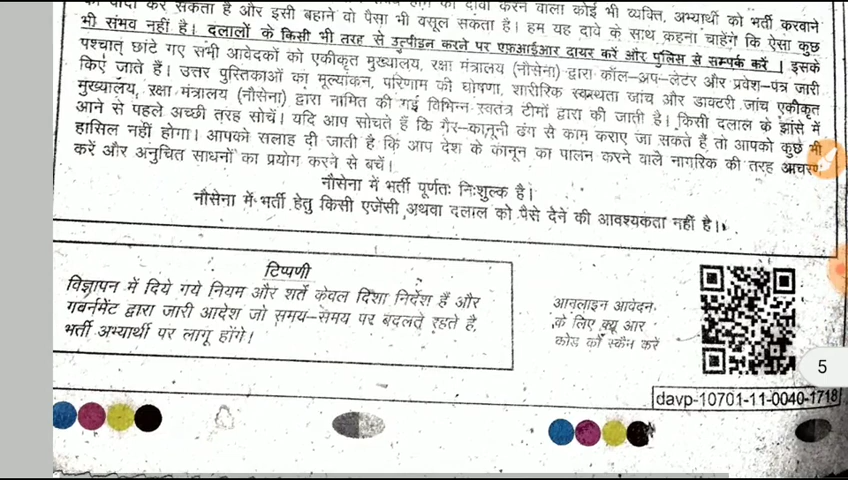 वादा कर सकता है और इसी बहाने वो पैसा भी वसूल सकता है। हम यह दावे के साथ कहना चाहेंगे कि ऐसा कुछ
करने वाला कोई भी व्यक्ति, अभ्यार्थी को भर्ती करवाने
भी संभव नहीं है। दलालों के किसी भी तरह से उत्पीड़न करने पर एफ़आईआर दायर करें और पुलिस से सम्पर्क करें । इसके
पश्चात् छांटे गए सभी आवेदकों को एकीकृत मुख्यालय, रक्षा मंत्रालय (नौसेना) द्वारा कॉल–अप–लेटर और प्रवेश–पत्र जारी
किए जाते हैं। उत्तर पुस्तिकाओं का मूल्यांकन, परिणाम की घोषणा, शारीरिक स्वस्थता जांच और डाक्टरी जांच एकीकृत
मुख्यालय, रक्षा मंत्रालय (नौसेना) द्वारा नामित की गई विभिन्न स्वतंत्र टीमों द्वारा की जाती है। किसी दलाल के झांसे में
आने से पहले अच्छी तरह सोचें। यदि आप सोचते हैं कि गैर–कानूनी ढंग से काम कराए जा सकते हैं तो आपको कुछ भी
हासिल नहीं होगा। आपको सलाह दी जाती है कि आप देश के कानून का पालन करने वाले नागरिक की तरह आचरण
करें और अनुचित साधनों का प्रयोग करने से बचें।
नौसेना में भर्ती पूर्णतः निःशुल्क है।
नौसेना में भर्ती हेतु किसी एजेंसी अथवा दलाल को पैसे देने की आवश्यकता नहीं है।
टिप्पणी
विज्ञापन में दिये गये नियम और शर्तें केवल दिशा निर्देश हैं और
गवर्नमेंट द्वारा जारी आदेश जो समय–समय पर बदलते रहते है,
भर्ती अभ्यार्थी पर लागू होंगे।
आनलाइन आवेदन
के लिए क्यू आर
कोड को स्कैन करें
5
davp-10701-11-0040-1718